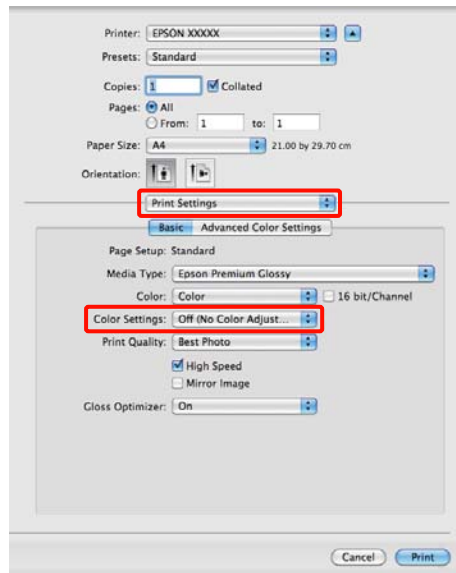 Printer: EPSON XXXXX
Presets: Standard
Copies: 1 Collated
Pages: All
From: 1 to: 1
Paper Size: A4 21.00 by 29.70 cm
Orientation:
Print Settings
Basic Advanced Color Settings
Page Setup: Standard
Media Type: Epson Premium Glossy
Color: Color 16 bit/Channel
Color Settings: Off (No Color Adjust...
Print Quality: Best Photo
High Speed
Mirror Image
Gloss Optimizer: On
Cancel Print